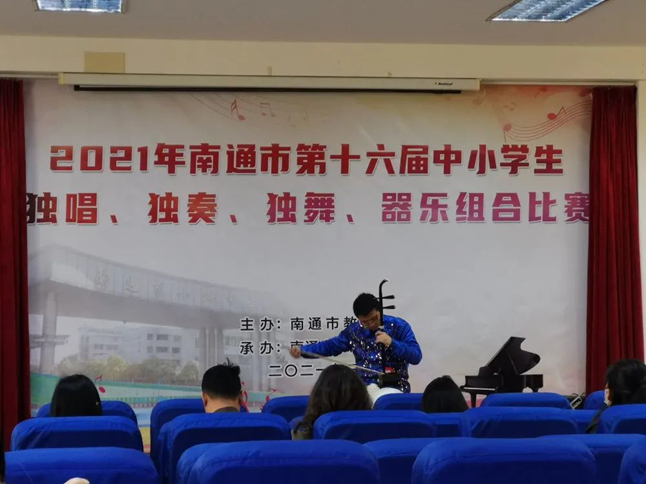 2021年南通市第十六届中小学生
独唱、独奏、独舞、器乐组合比赛
主办：南通市教
承办：南通
二〇二一